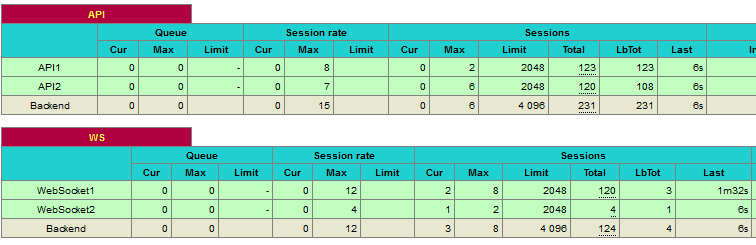 API
Queue Session rate Sessions
Cur Max Limit Cur Max Limit Cur Max Limit Total LbTot Last In
API1 0 0 - 0 8 0 2 2048 123 123 6s
API2 0 0 - 0 7 0 6 2048 120 108 6s
Backend 0 0 0 15 0 6 4 096 231 231 6s
WS
Queue Session rate Sessions
Cur Max Limit Cur Max Limit Cur Max Limit Total LbTot Last
WebSocket1 0 0 - 0 12 2 8 2048 120 3 1m32s
WebSocket2 0 0 - 0 4 1 2 2048 4 1 6s
Backend 0 0 0 12 3 8 4 096 124 4 6s